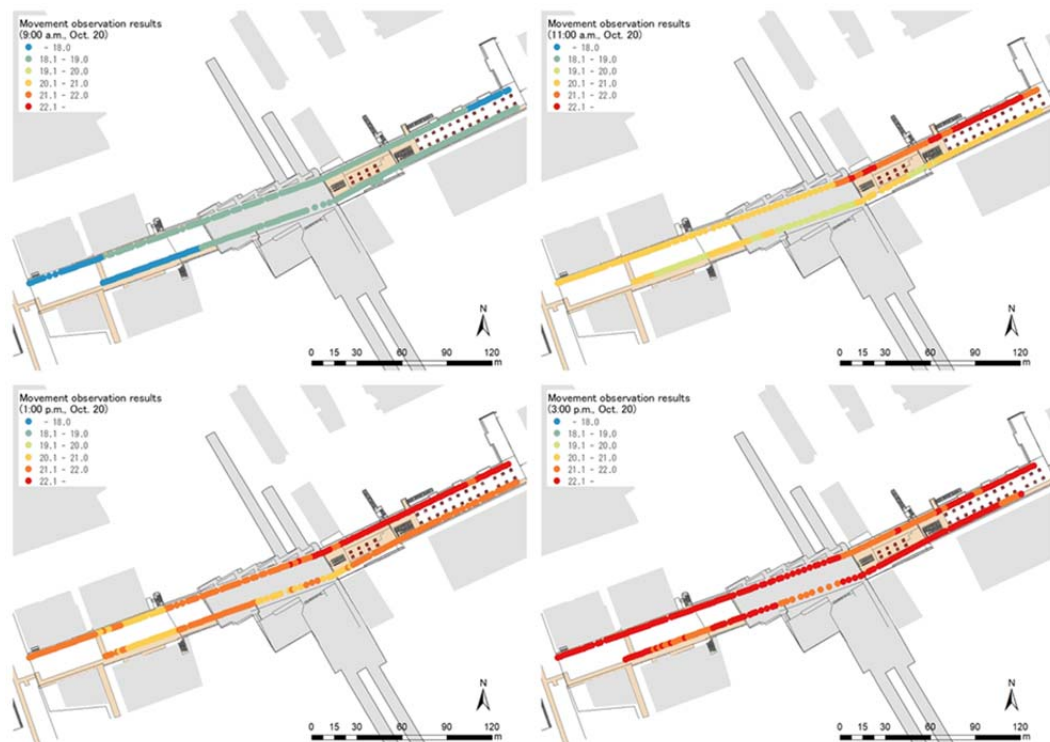 Movement observation results
(9:00 a.m., Oct. 20)
- 18.0
18.1 - 19.0
19.1 - 20.0
20.1 - 21.0
21.1 - 22.0
22.1 -
N
0 15 30 60 90 120
m
Movement observation results
(11:00 a.m., Oct. 20)
- 18.0
18.1 - 19.0
19.1 - 20.0
20.1 - 21.0
21.1 - 22.0
22.1 -
N
0 15 30 60 90 120
m
Movement observation results
(1:00 p.m., Oct. 20)
- 18.0
18.1 - 19.0
19.1 - 20.0
20.1 - 21.0
21.1 - 22.0
22.1 -
N
0 15 30 60 90 120
m
Movement observation results
(3:00 p.m., Oct. 20)
- 18.0
18.1 - 19.0
19.1 - 20.0
20.1 - 21.0
21.1 - 22.0
22.1 -
N
0 15 30 60 90 120
m